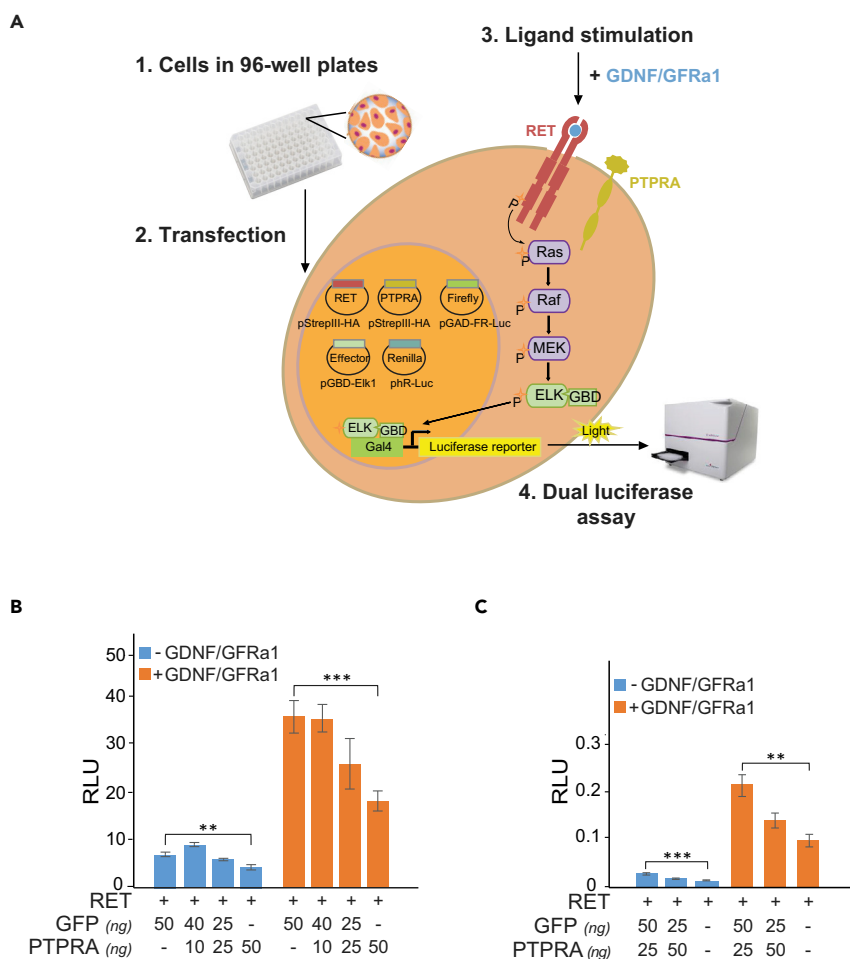 A
1. Cells in 96-well plates
3. Ligand stimulation
+ GDNF/GFRa1
RET
PTPRA
2. Transfection
P
Ras
P
RET
PTPRA
Firefly
pStrepIII-HA
pStrepIII-HA
pGAD-FR-Luc
Raf
P
Effector
Renilla
pGBD-Elk1
phR-Luc
MEK
P
ELK
GBD
P
ELK
GBD
Gal4
Luciferase reporter
Light
4. Dual luciferase
assay
B
- GDNF/GFRa1
+ GDNF/GFRa1
RLU
50
40
30
20
10
0
**
***
RET + + + + + + + +
GFP (ng) 50 40 25 - 50 40 25 -
PTPRA (ng) - 10 25 50 - 10 25 50
C
- GDNF/GFRa1
+ GDNF/GFRa1
RLU
0.3
0.2
0.1
0
***
**
RET + + + + + +
GFP (ng) 50 25 - 50 25 -
PTPRA (ng) 25 50 - 25 50 -